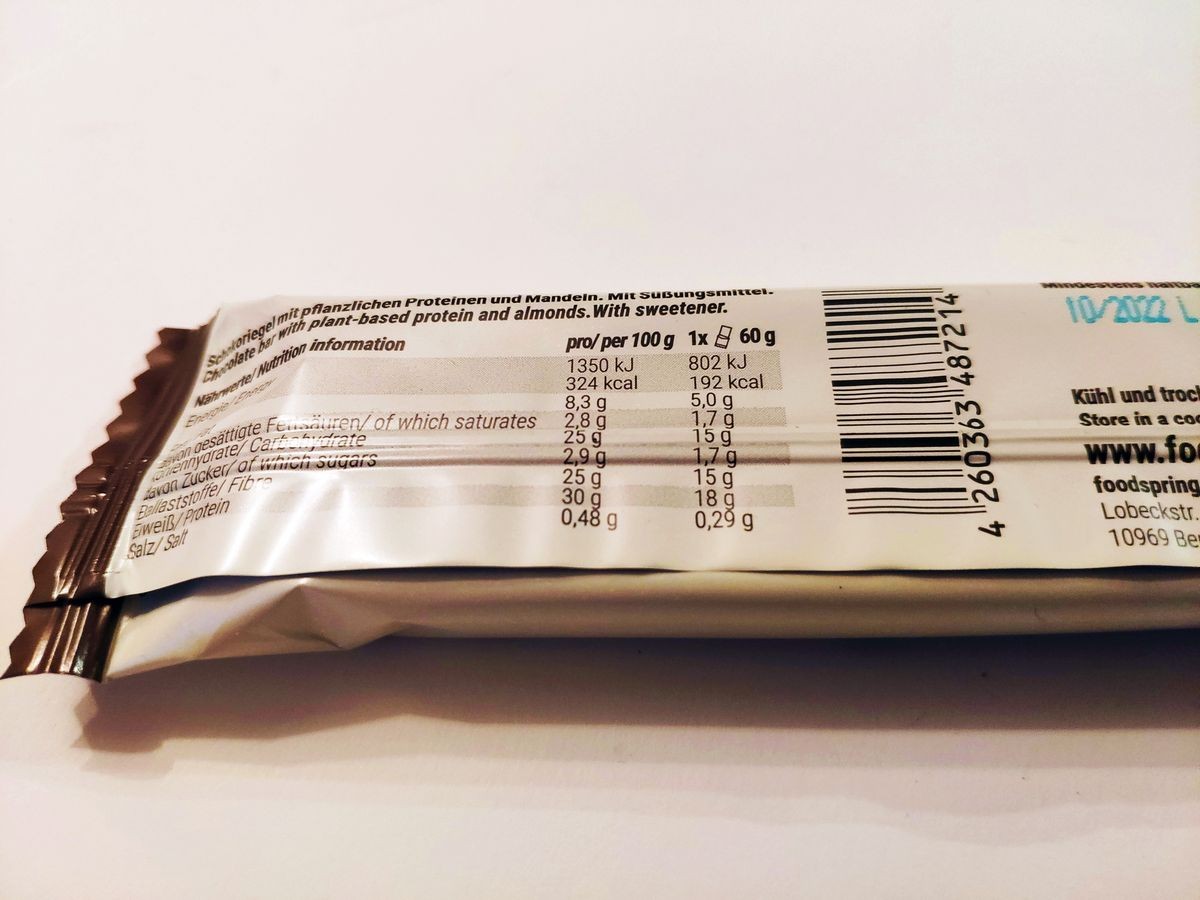 Schokoriegel mit pflanzlichen Proteinen und Mandeln. Mit Süßungsmittel.
Chocolate bar with plant-based protein and almonds. With sweetener.
Nährwerte/ Nutrition information pro/ per 100 g 1x 60 g
Energie/ Energy 1350 kJ 802 kJ
324 kcal 192 kcal
8,3 g 5,0 g
davon gesättigte Fettsäuren/ of which saturates 2,8 g 1,7 g
Kohlenhydrate/ Carbohydrate 25 g 15 g
davon Zucker/ of which sugars 2,9 g 1,7 g
Ballaststoffe/ Fibre 25 g 15 g
Eiweiß/ Protein 30 g 18 g
Salz/ Salt 0,48 g 0,29 g
4 260363 487214
Mindestens
10/2022 L
Kühl und
Store in a
www.fo
foodspring
Lobeckstr.
10969